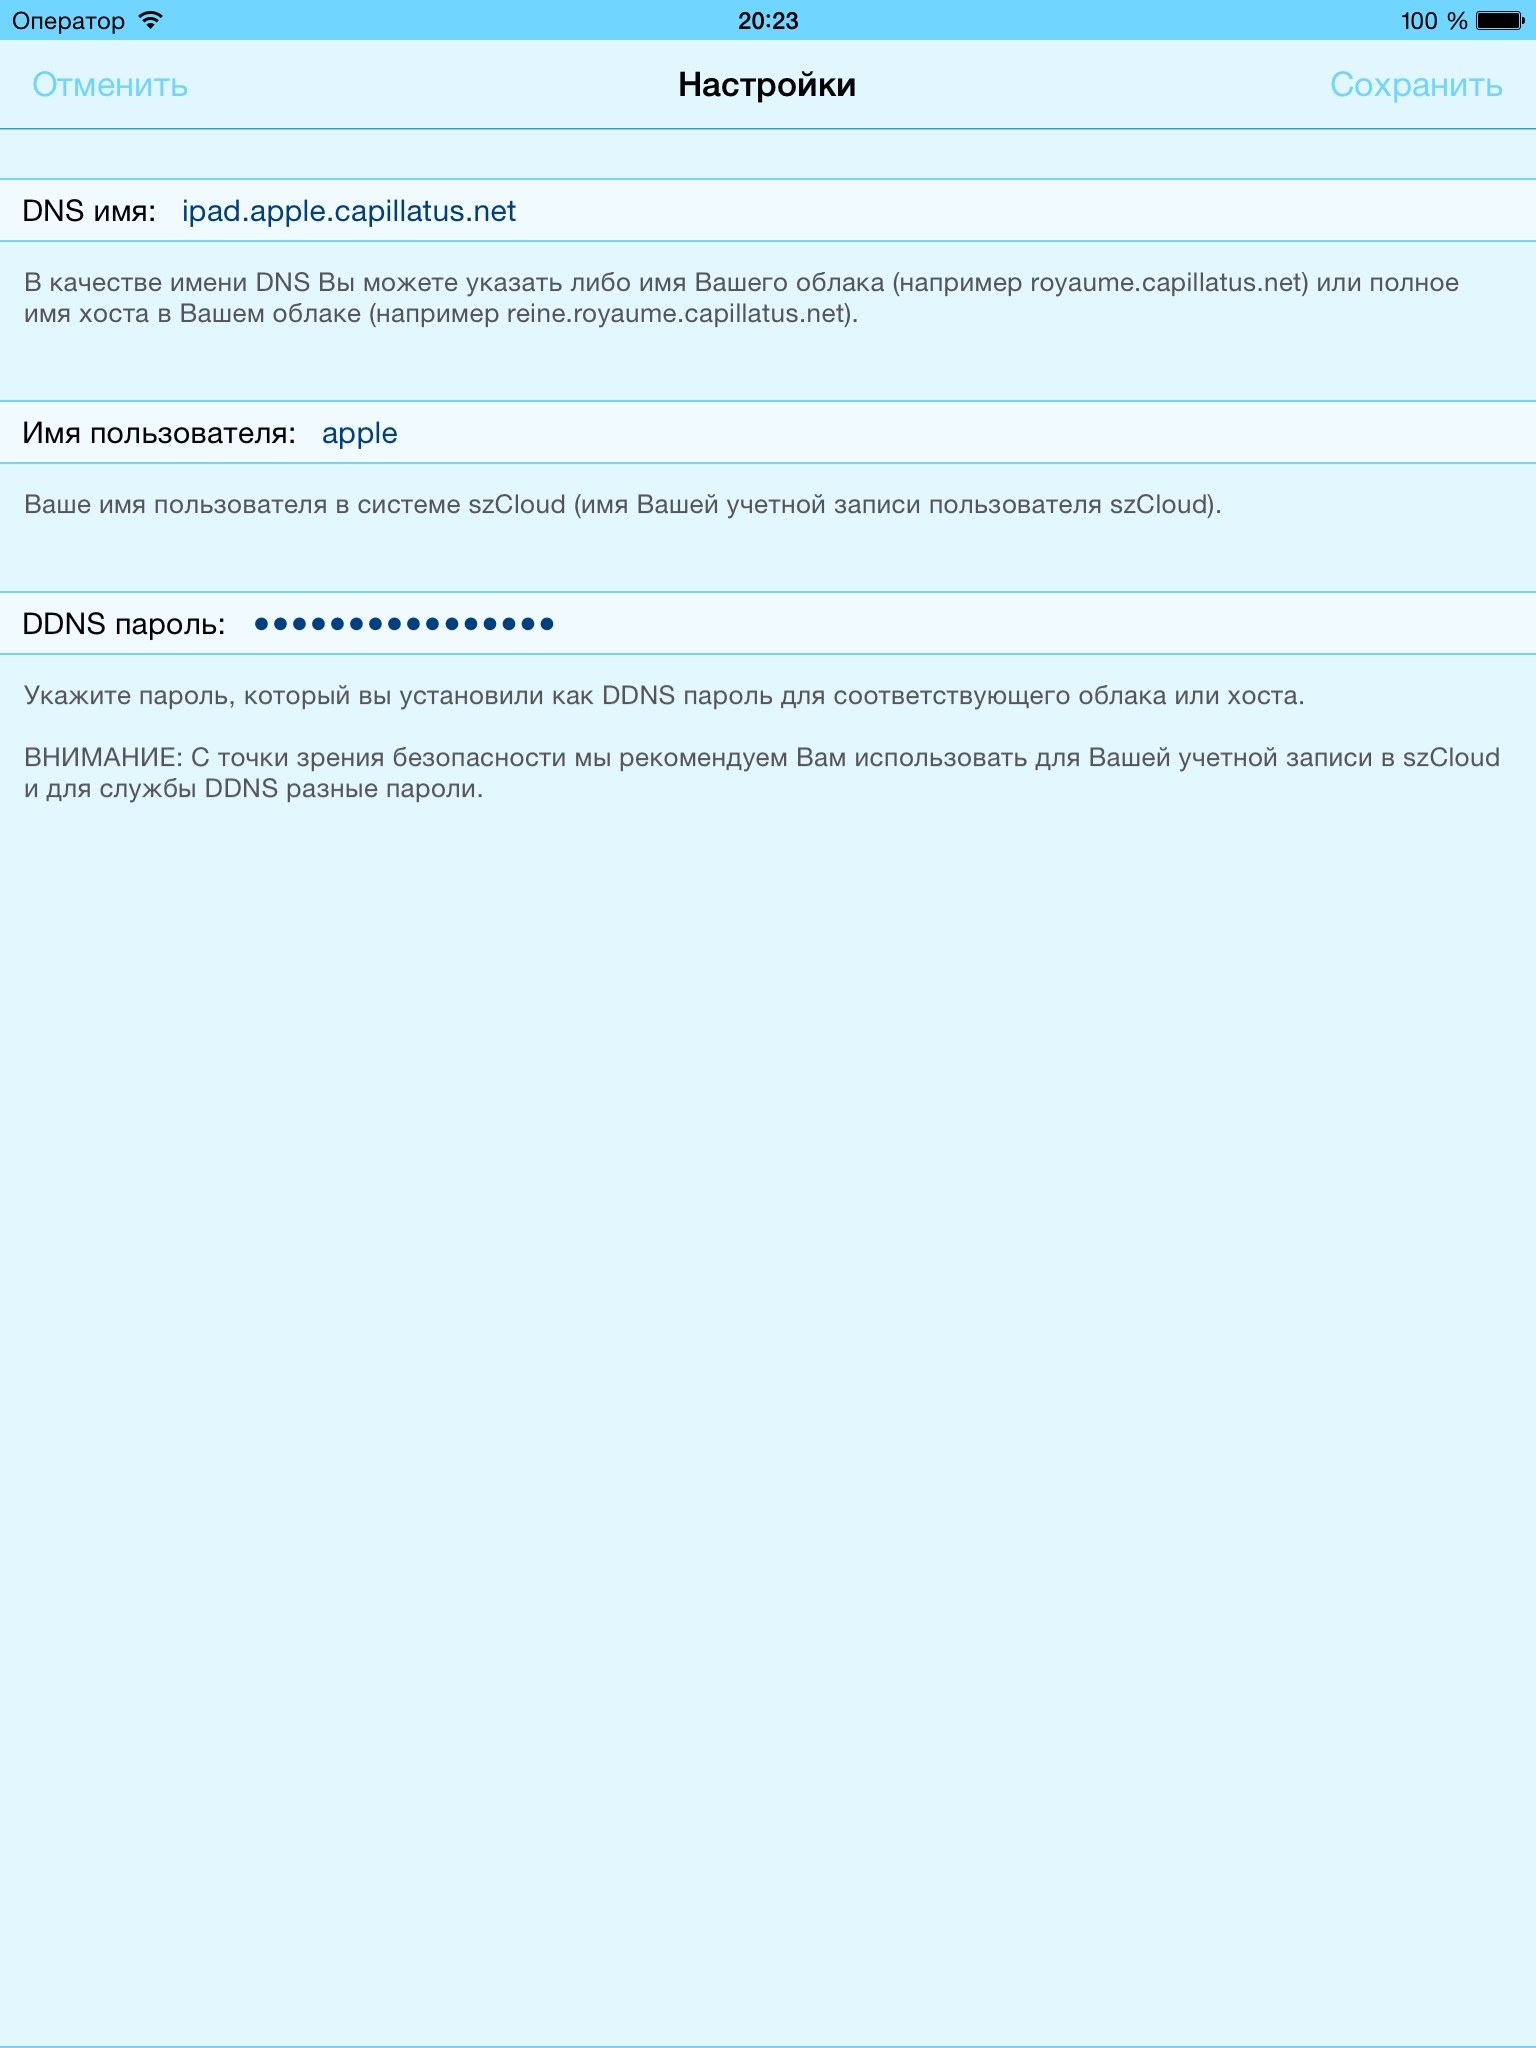 Оператор 20:23 100 %
Отменить Настройки Сохранить
DNS имя: ipad.apple.capillatus.net
В качестве имени DNS Вы можете указать либо имя Вашего облака (например royaume.capillatus.net) или полное
имя хоста в Вашем облаке (например reine.royaume.capillatus.net).
Имя пользователя: apple
Ваше имя пользователя в системе szCloud (имя Вашей учетной записи пользователя szCloud).
DDNS пароль: ••••••••••••••••
Укажите пароль, который вы установили как DDNS пароль для соответствующего облака или хоста.
ВНИМАНИЕ: С точки зрения безопасности мы рекомендуем Вам использовать для Вашей учетной записи в szCloud
и для службы DDNS разные пароли.